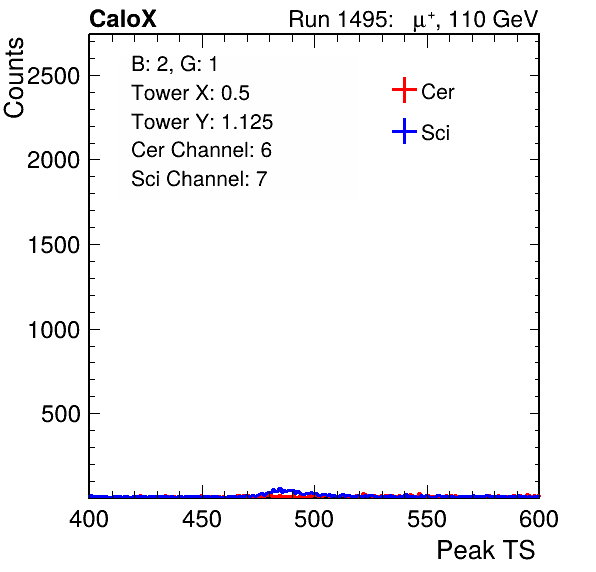 CaloX Run 1495: μ⁺, 110 GeV
Counts
2500
2000
1500
1000
500
B: 2, G: 1
Tower X: 0.5
Tower Y: 1.125
Cer Channel: 6
Sci Channel: 7
Cer
Sci
400 450 500 550 600
Peak TS